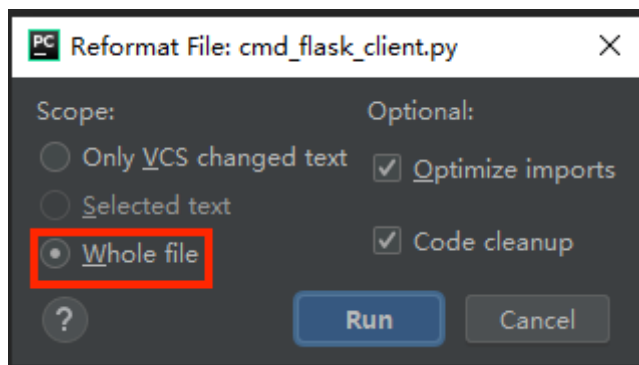 PC Reformat File: cmd_flask_client.py
Scope:
Optional:
Only VCS changed text
Optimize imports
Selected text
Whole file
Code cleanup
?
Run
Cancel